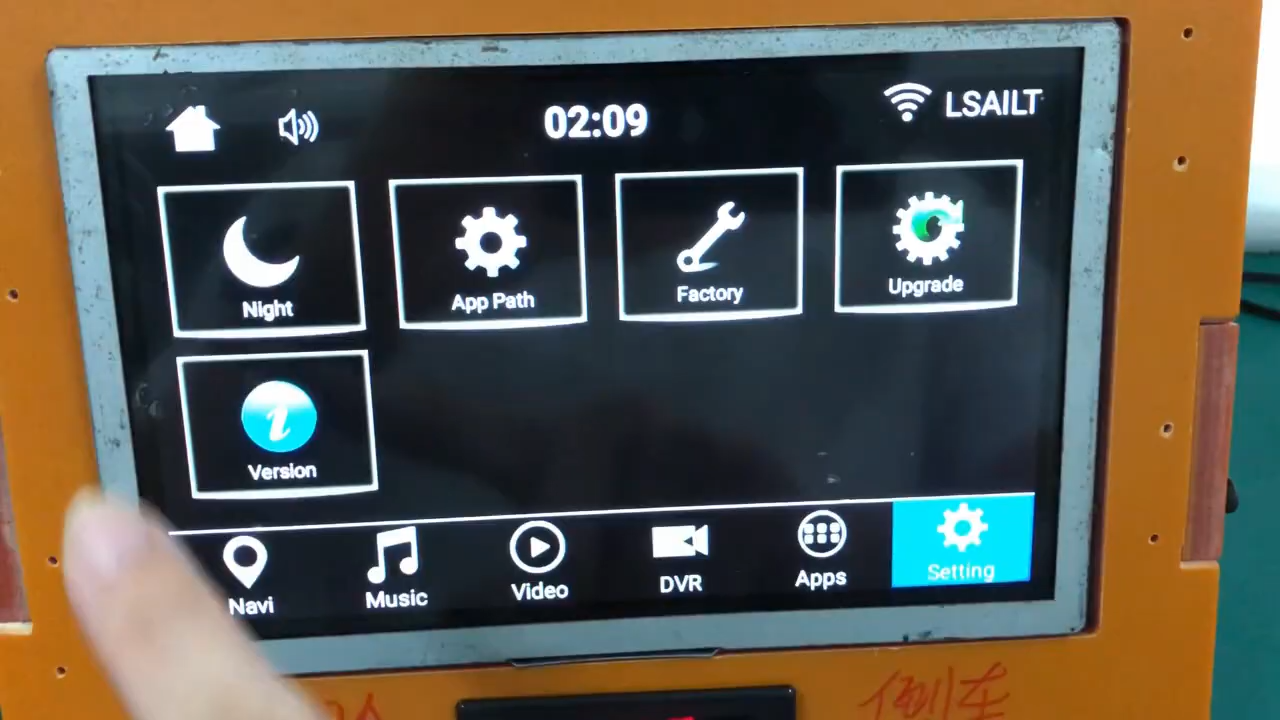 02:09
LSAILT
Night
App Path
Factory
Upgrade
i
Version
Navi
Music
Video
DVR
Apps
Setting
倒车